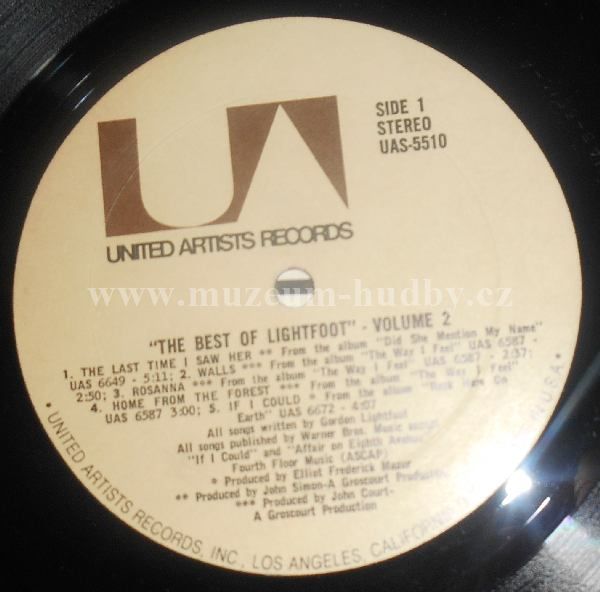 SIDE 1
STEREO
UAS-5510
UA
UNITED ARTISTS RECORDS
www.muzeum-hudby.cz
"THE BEST OF LIGHTFOOT" - VOLUME 2
1. THE LAST TIME I SAW HER ** From the album "Did She Mention My Name"
UAS 6649 - 5:11; 2. WALLS *** From the album "The Way I Feel" UAS 6587 -
2:50; 3. ROSANNA *** From the album "The Way I Feel" UAS 6587 - 2:37;
4. HOME FROM THE FOREST *** From the album "The Way I Feel"
UAS 6587 3:00; 5. IF I COULD * From the album "Back Here On
Earth" UAS 6672 - 4:07
All songs written by Gordon Lightfoot
All songs published by Warner Bros. Music except
"If I Could" and "Affair on Eighth Avenue"
Fourth Floor Music (ASCAP)
* Produced by Elliot Frederick Mazer
** Produced by John Simon-A Groscourt Production
*** Produced by John Court-
A Groscourt Production
• UNITED ARTISTS RECORDS, INC., LOS ANGELES, CALIFORNIA U.S.A. •